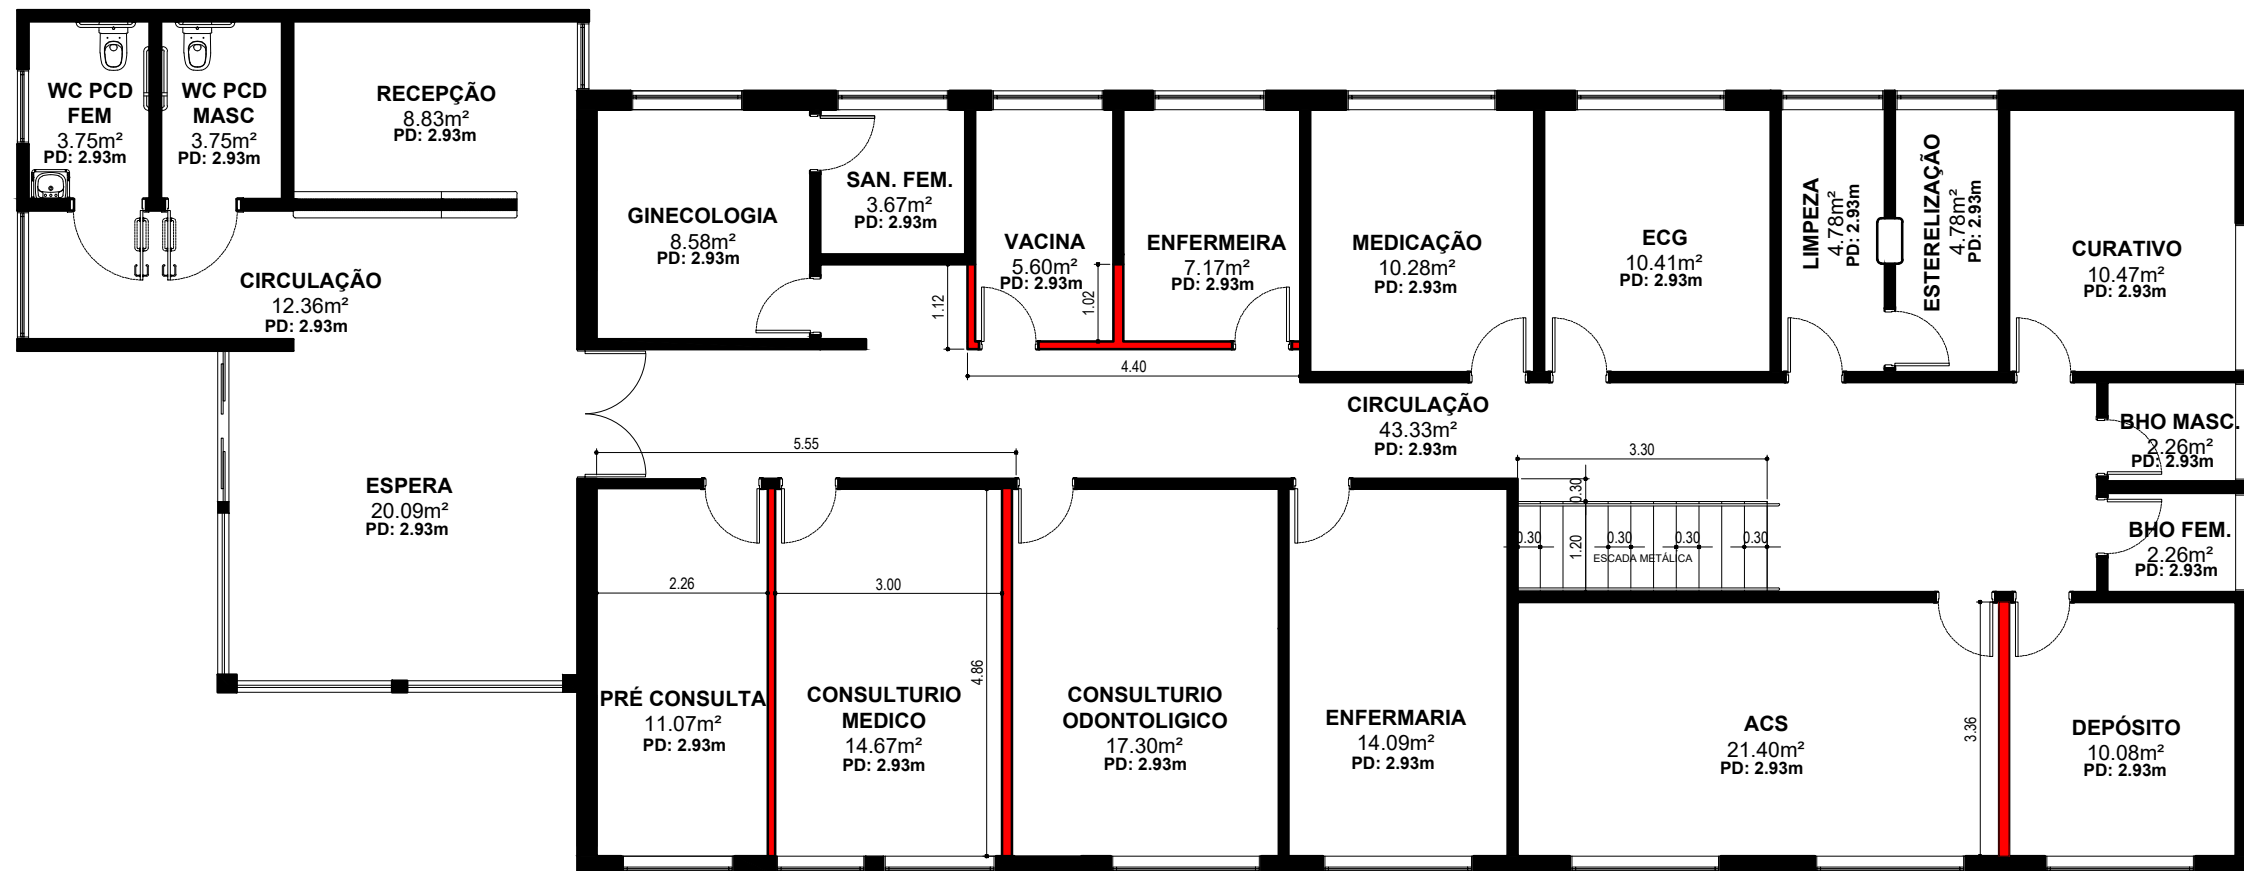 WC PCD
FEM
3.75m²
PD: 2.93m
WC PCD
MASC
3.75m²
PD: 2.93m
RECEPÇÃO
8.83m²
PD: 2.93m
CIRCULAÇÃO
12.36m²
PD: 2.93m
ESPERA
20.09m²
PD: 2.93m
GINECOLOGIA
8.58m²
PD: 2.93m
SAN. FEM.
3.67m²
PD: 2.93m
VACINA
5.60m²
PD: 2.93m
ENFERMEIRA
7.17m²
PD: 2.93m
MEDICAÇÃO
10.28m²
PD: 2.93m
ECG
10.41m²
PD: 2.93m
LIMPEZA
4.78m²
PD: 2.93m
ESTERELIZAÇÃO
4.78m²
PD: 2.93m
CURATIVO
10.47m²
PD: 2.93m
1.12
1.02
4.40
CIRCULAÇÃO
43.33m²
PD: 2.93m
BHO MASC.
2.26m²
PD: 2.93m
BHO FEM.
2.26m²
PD: 2.93m
5.55
3.30
0.30
1.20
0.30
0.30
0.30
0.30
ESCADA METÁLICA
2.26
3.00
4.86
3.36
PRÉ CONSULTA
11.07m²
PD: 2.93m
CONSULTURIO
MEDICO
14.67m²
PD: 2.93m
CONSULTURIO
ODONTOLIGICO
17.30m²
PD: 2.93m
ENFERMARIA
14.09m²
PD: 2.93m
ACS
21.40m²
PD: 2.93m
DEPÓSITO
10.08m²
PD: 2.93m